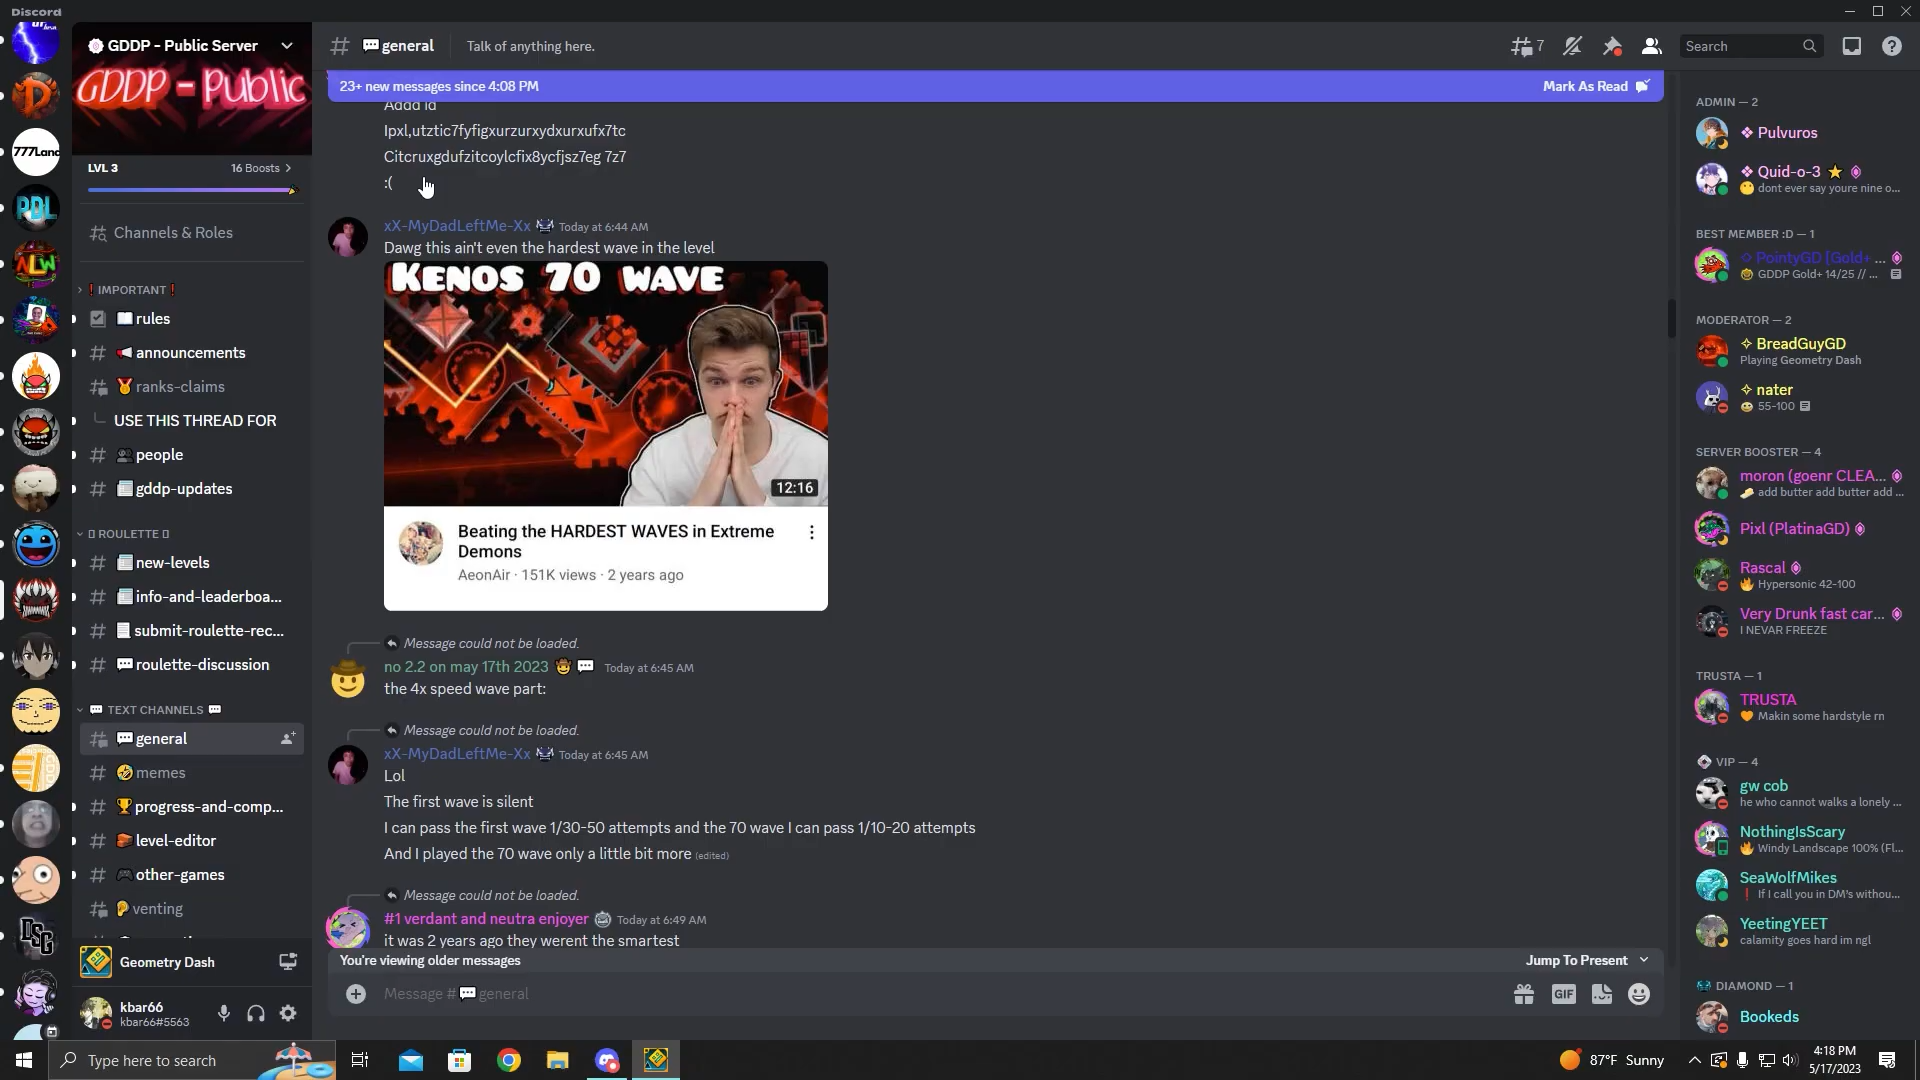 Discord
GDDP - Public Server
GDDP - Public
LVL 3
16 Boosts
Channels & Roles
IMPORTANT
rules
announcements
ranks-claims
USE THIS THREAD FOR
people
gddp-updates
ROULETTE
new-levels
info-and-leaderboa...
submit-roulette-rec...
roulette-discussion
TEXT CHANNELS
general
memes
progress-and-comp...
level-editor
other-games
venting
Geometry Dash
kbar66
kbar66#5563
777Land
PDL
NLW
DSG
general
Talk of anything here.
7
Search
23+ new messages since 4:08 PM
Mark As Read
Addd id
Ipxl,utztic7fyfigxurzurxydxurxufx7tc
Citcruxgdufzitcoylcfix8ycfjsz7eg 7z7
:(
xX-MyDadLeftMe-Xx Today at 6:44 AM
Dawg this ain't even the hardest wave in the level
KENOS 70 WAVE
12:16
Beating the HARDEST WAVES in Extreme
Demons
AeonAir · 151K views · 2 years ago
Message could not be loaded.
no 2.2 on may 17th 2023 Today at 6:45 AM
the 4x speed wave part:
Message could not be loaded.
xX-MyDadLeftMe-Xx Today at 6:45 AM
Lol
The first wave is silent
I can pass the first wave 1/30-50 attempts and the 70 wave I can pass 1/10-20 attempts
And I played the 70 wave only a little bit more (edited)
Message could not be loaded.
#1 verdant and neutra enjoyer Today at 6:49 AM
it was 2 years ago they werent the smartest
You're viewing older messages
Jump To Present
Message # general
GIF
ADMIN — 2
Pulvuros
Quid-o-3
dont ever say youre nine o...
BEST MEMBER :D — 1
PointyGD [Gold+ ...
GDDP Gold+ 14/25 // ...
MODERATOR — 2
BreadGuyGD
Playing Geometry Dash
nater
55-100
SERVER BOOSTER — 4
moron (goenr CLEA...
add butter add butter add ...
Pixl (PlatinaGD)
Rascal
Hypersonic 42-100
Very Drunk fast car...
I NEVAR FREEZE
TRUSTA — 1
TRUSTA
Makin some hardstyle rn
VIP — 4
gw cob
he who cannot walks a lonely ...
NothingIsScary
Windy Landscape 100% (Fl...
SeaWolfMikes
If I call you in DM's withou...
YeetingYEET
calamity goes hard im ngl
DIAMOND — 1
Bookeds
Type here to search
87°F Sunny
4:18 PM
5/17/2023